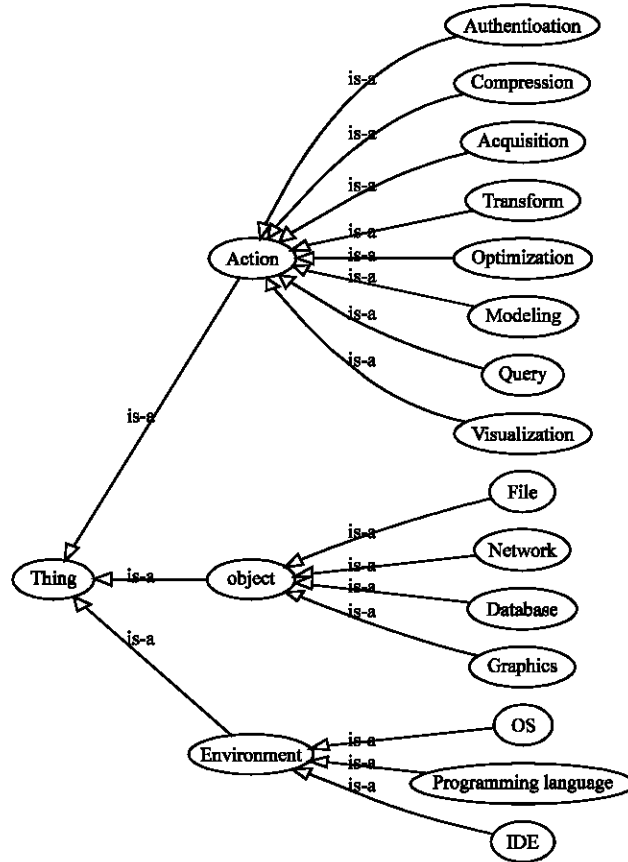 Authentioation
is-a
Compression
is-a
Acquisition
is-a
Transform
is-a
Action
is-a
Optimization
is-a
Modeling
is-a
Query
is-a
Visualization
is-a
File
is-a
Network
is-a
Thing
is-a
object
is-a
Database
is-a
Graphics
is-a
OS
is-a
Environment
is-a
Programming language
is-a
IDE